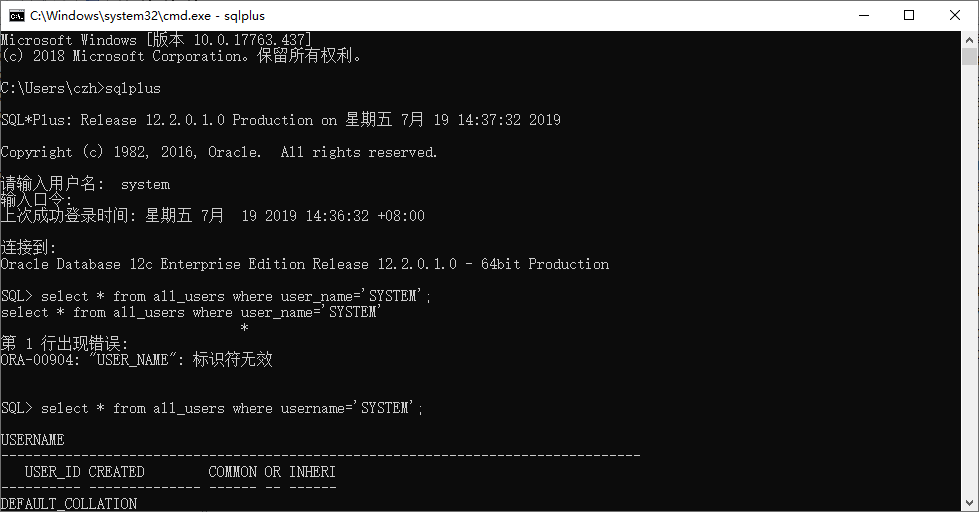 C:\Windows\system32\cmd.exe - sqlplus
Microsoft Windows [版本 10.0.17763.437]
(c) 2018 Microsoft Corporation。保留所有权利。
C:\Users\czh>sqlplus
SQL*Plus: Release 12.2.0.1.0 Production on 星期五 7月 19 14:37:32 2019
Copyright (c) 1982, 2016, Oracle.  All rights reserved.
请输入用户名:  system
输入口令:
上次成功登录时间: 星期五 7月  19 2019 14:36:32 +08:00
连接到:
Oracle Database 12c Enterprise Edition Release 12.2.0.1.0 - 64bit Production
SQL> select * from all_users where user_name='SYSTEM';
select * from all_users where user_name='SYSTEM'
                              *
第 1 行出现错误:
ORA-00904: "USER_NAME": 标识符无效
SQL> select * from all_users where username='SYSTEM';
USERNAME
--------------------------------------------------------------------------------
   USER_ID CREATED        COMMON OR INHERI
---------- -------------- ------ -- ------
DEFAULT_COLLATION